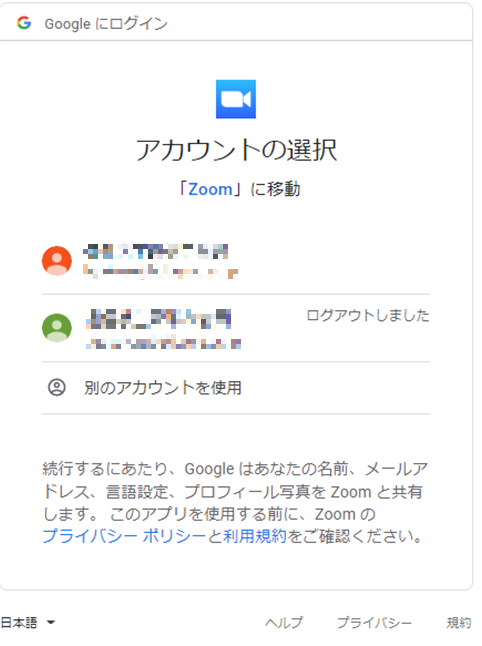 Google にログイン
アカウントの選択
「Zoom」に移動
ログアウトしました
別のアカウントを使用
続行するにあたり、Google はあなたの名前、メールア
ドレス、言語設定、プロフィール写真を Zoom と共有
します。 このアプリを使用する前に、Zoom の
プライバシー ポリシーと利用規約をご確認ください。
日本語 ヘルプ プライバシー 規約